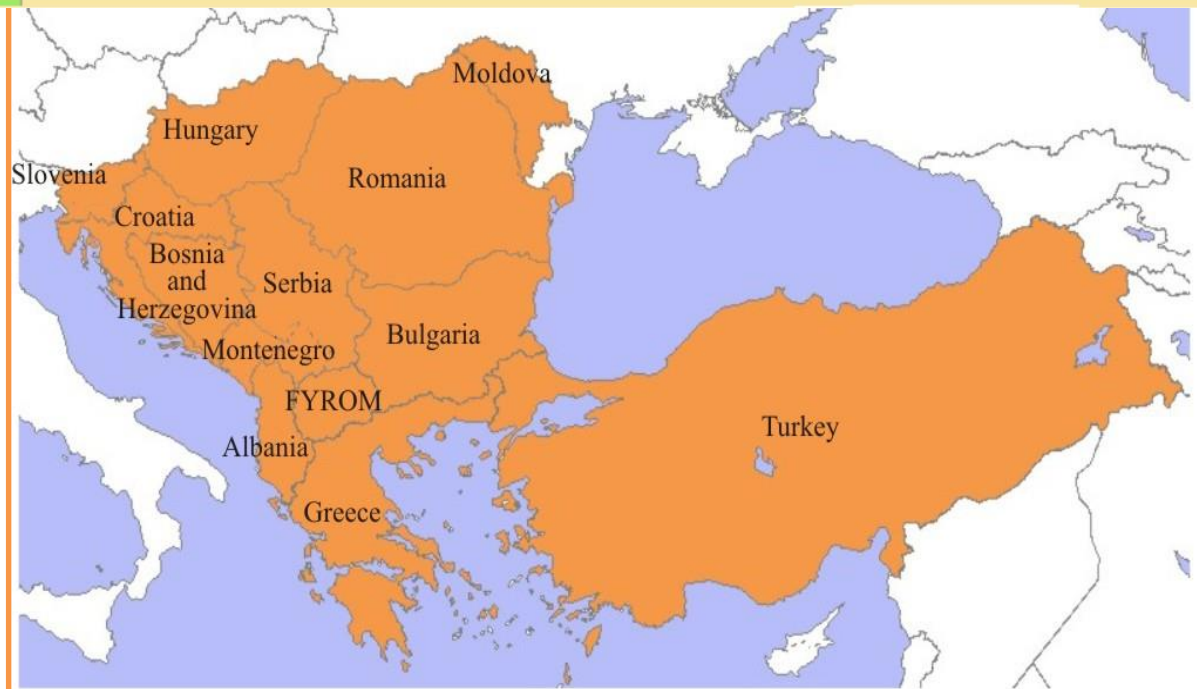 Moldova
Hungary
Slovenia
Romania
Croatia
Bosnia
and
Herzegovina
Serbia
Bulgaria
Montenegro
FYROM
Albania
Turkey
Greece